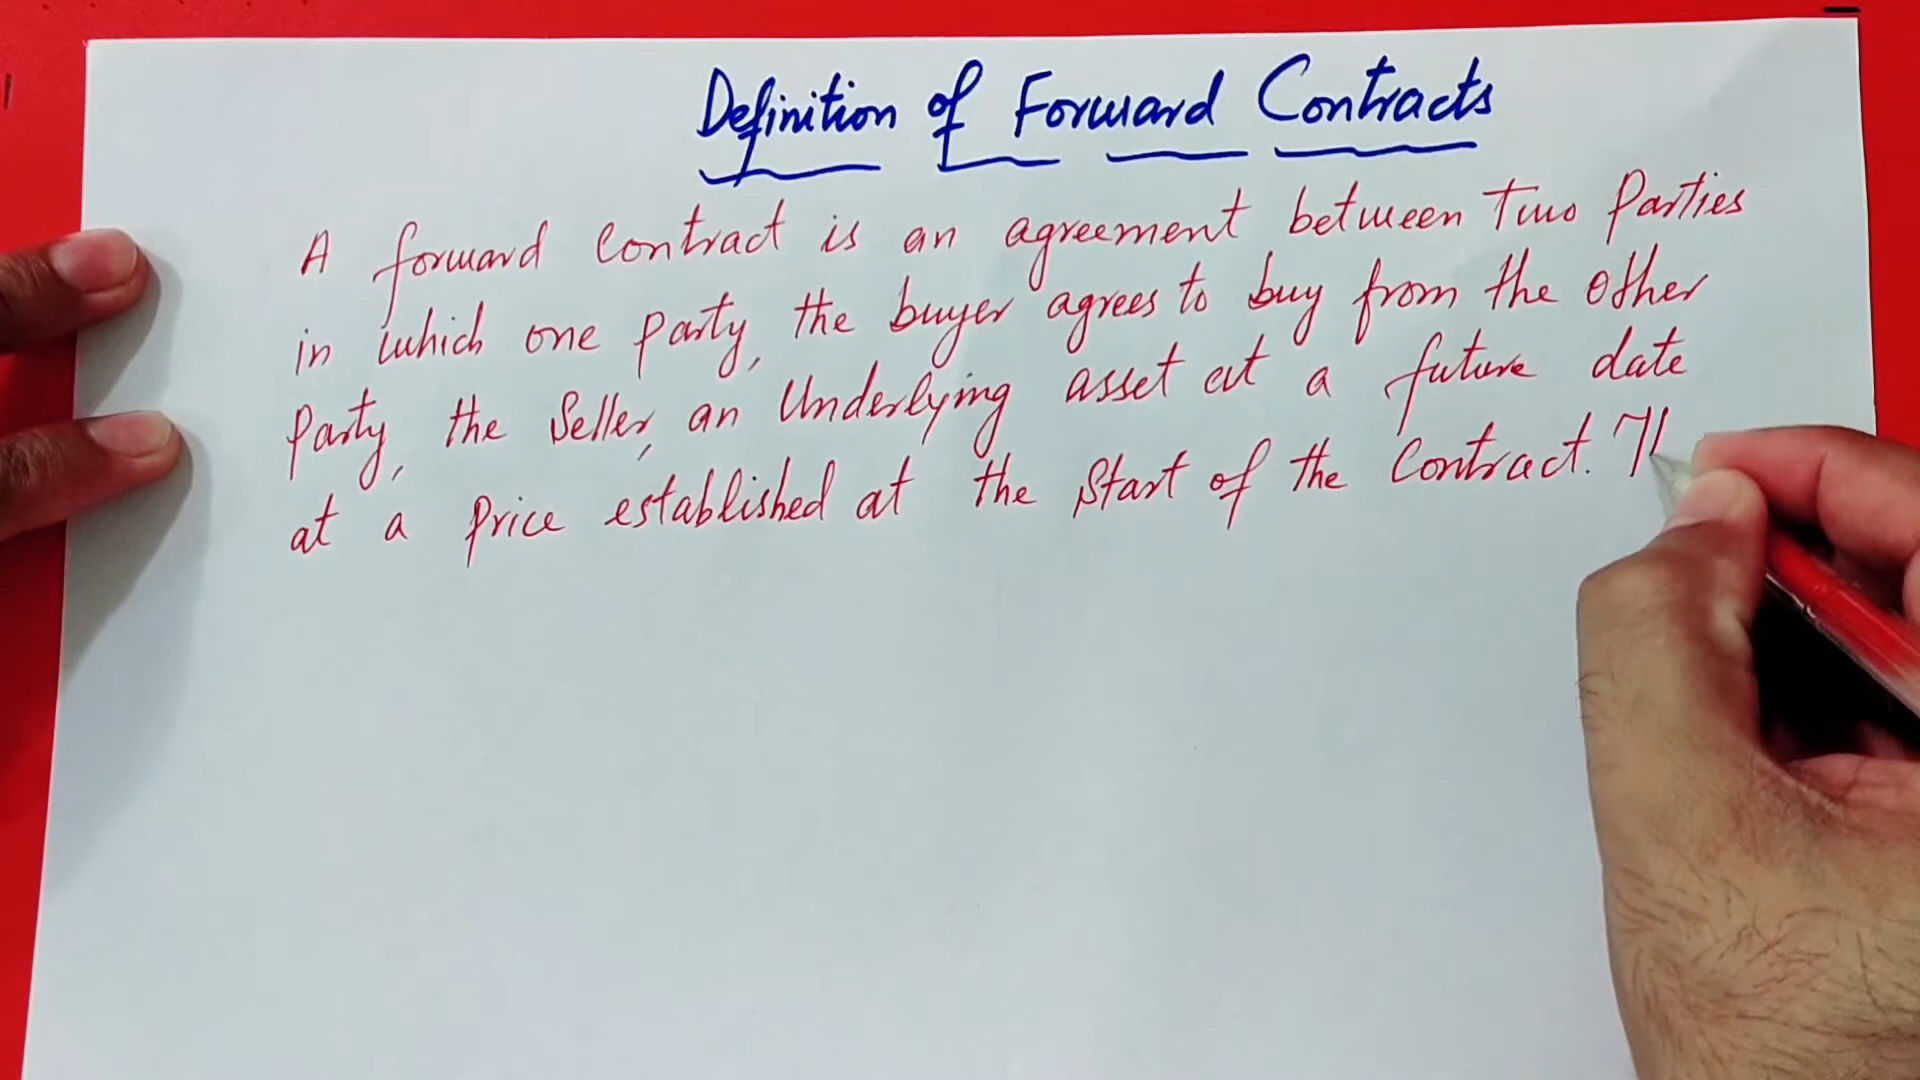 Definition of Forward Contracts
A forward Contract is an agreement between Two Parties
in which one party, the buyer agrees to buy from the other
Party, the Seller, an Underlying asset at a future date
at a Price established at the Start of the Contract. Th